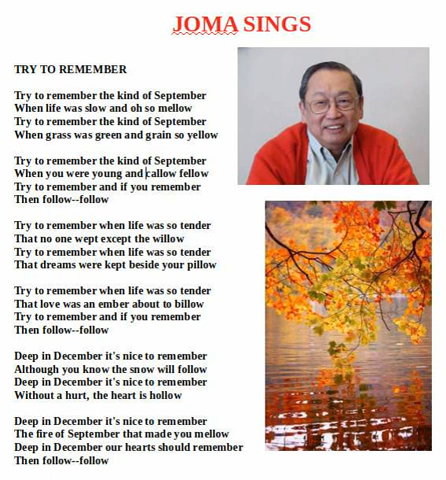 JOMA SINGS
TRY TO REMEMBER
Try to remember the kind of September
When life was slow and oh so mellow
Try to remember the kind of September
When grass was green and grain so yellow
Try to remember the kind of September
When you were young and callow fellow
Try to remember and if you remember
Then follow--follow
Try to remember when life was so tender
That no one wept except the willow
Try to remember when life was so tender
That dreams were kept beside your pillow
Try to remember when life was so tender
That love was an ember about to billow
Try to remember and if you remember
Then follow--follow
Deep in December it's nice to remember
Although you know the snow will follow
Deep in December it's nice to remember
Without a hurt, the heart is hollow
Deep in December it's nice to remember
The fire of September that made you mellow
Deep in December our hearts should remember
Then follow--follow